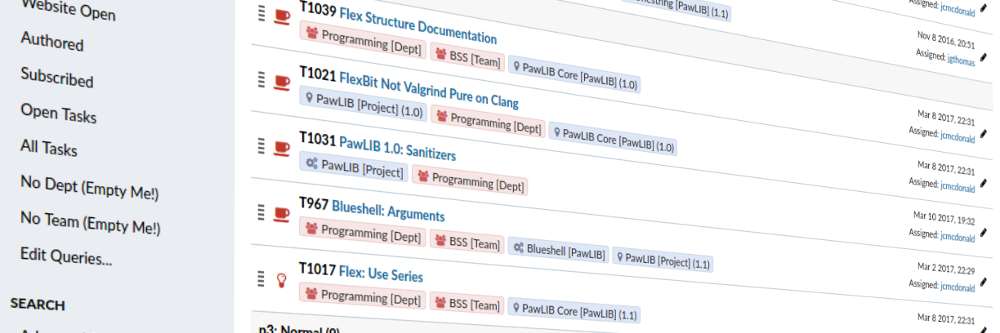 Website Open
Authored
Subscribed
Open Tasks
All Tasks
No Dept (Empty Me!)
No Team (Empty Me!)
Edit Queries...
SEARCH
[PawLIB] (1.1)
Assigned: jcmcdonald
T1039 Flex Structure Documentation
Nov 8 2016, 20:51
Programming [Dept] BSS [Team] PawLIB Core [PawLIB] (1.0)
Assigned: jgthomas
T1021 FlexBit Not Valgrind Pure on Clang
Mar 8 2017, 22:31
PawLIB [Project] (1.0) Programming [Dept] PawLIB Core [PawLIB] (1.0)
Assigned: jcmcdonald
T1031 PawLIB 1.0: Sanitizers
Mar 8 2017, 22:31
PawLIB [Project] Programming [Dept]
Assigned: jcmcdonald
T967 Blueshell: Arguments
Mar 10 2017, 19:32
Programming [Dept] BSS [Team] Blueshell [PawLIB] PawLIB [Project] (1.1)
Assigned: jcmcdonald
T1017 Flex: Use Series
Mar 2 2017, 22:29
Programming [Dept] BSS [Team] PawLIB Core [PawLIB] (1.1)
Assigned: jcmcdonald
Mar 8 2017, 22:31
n3: Normal (9)